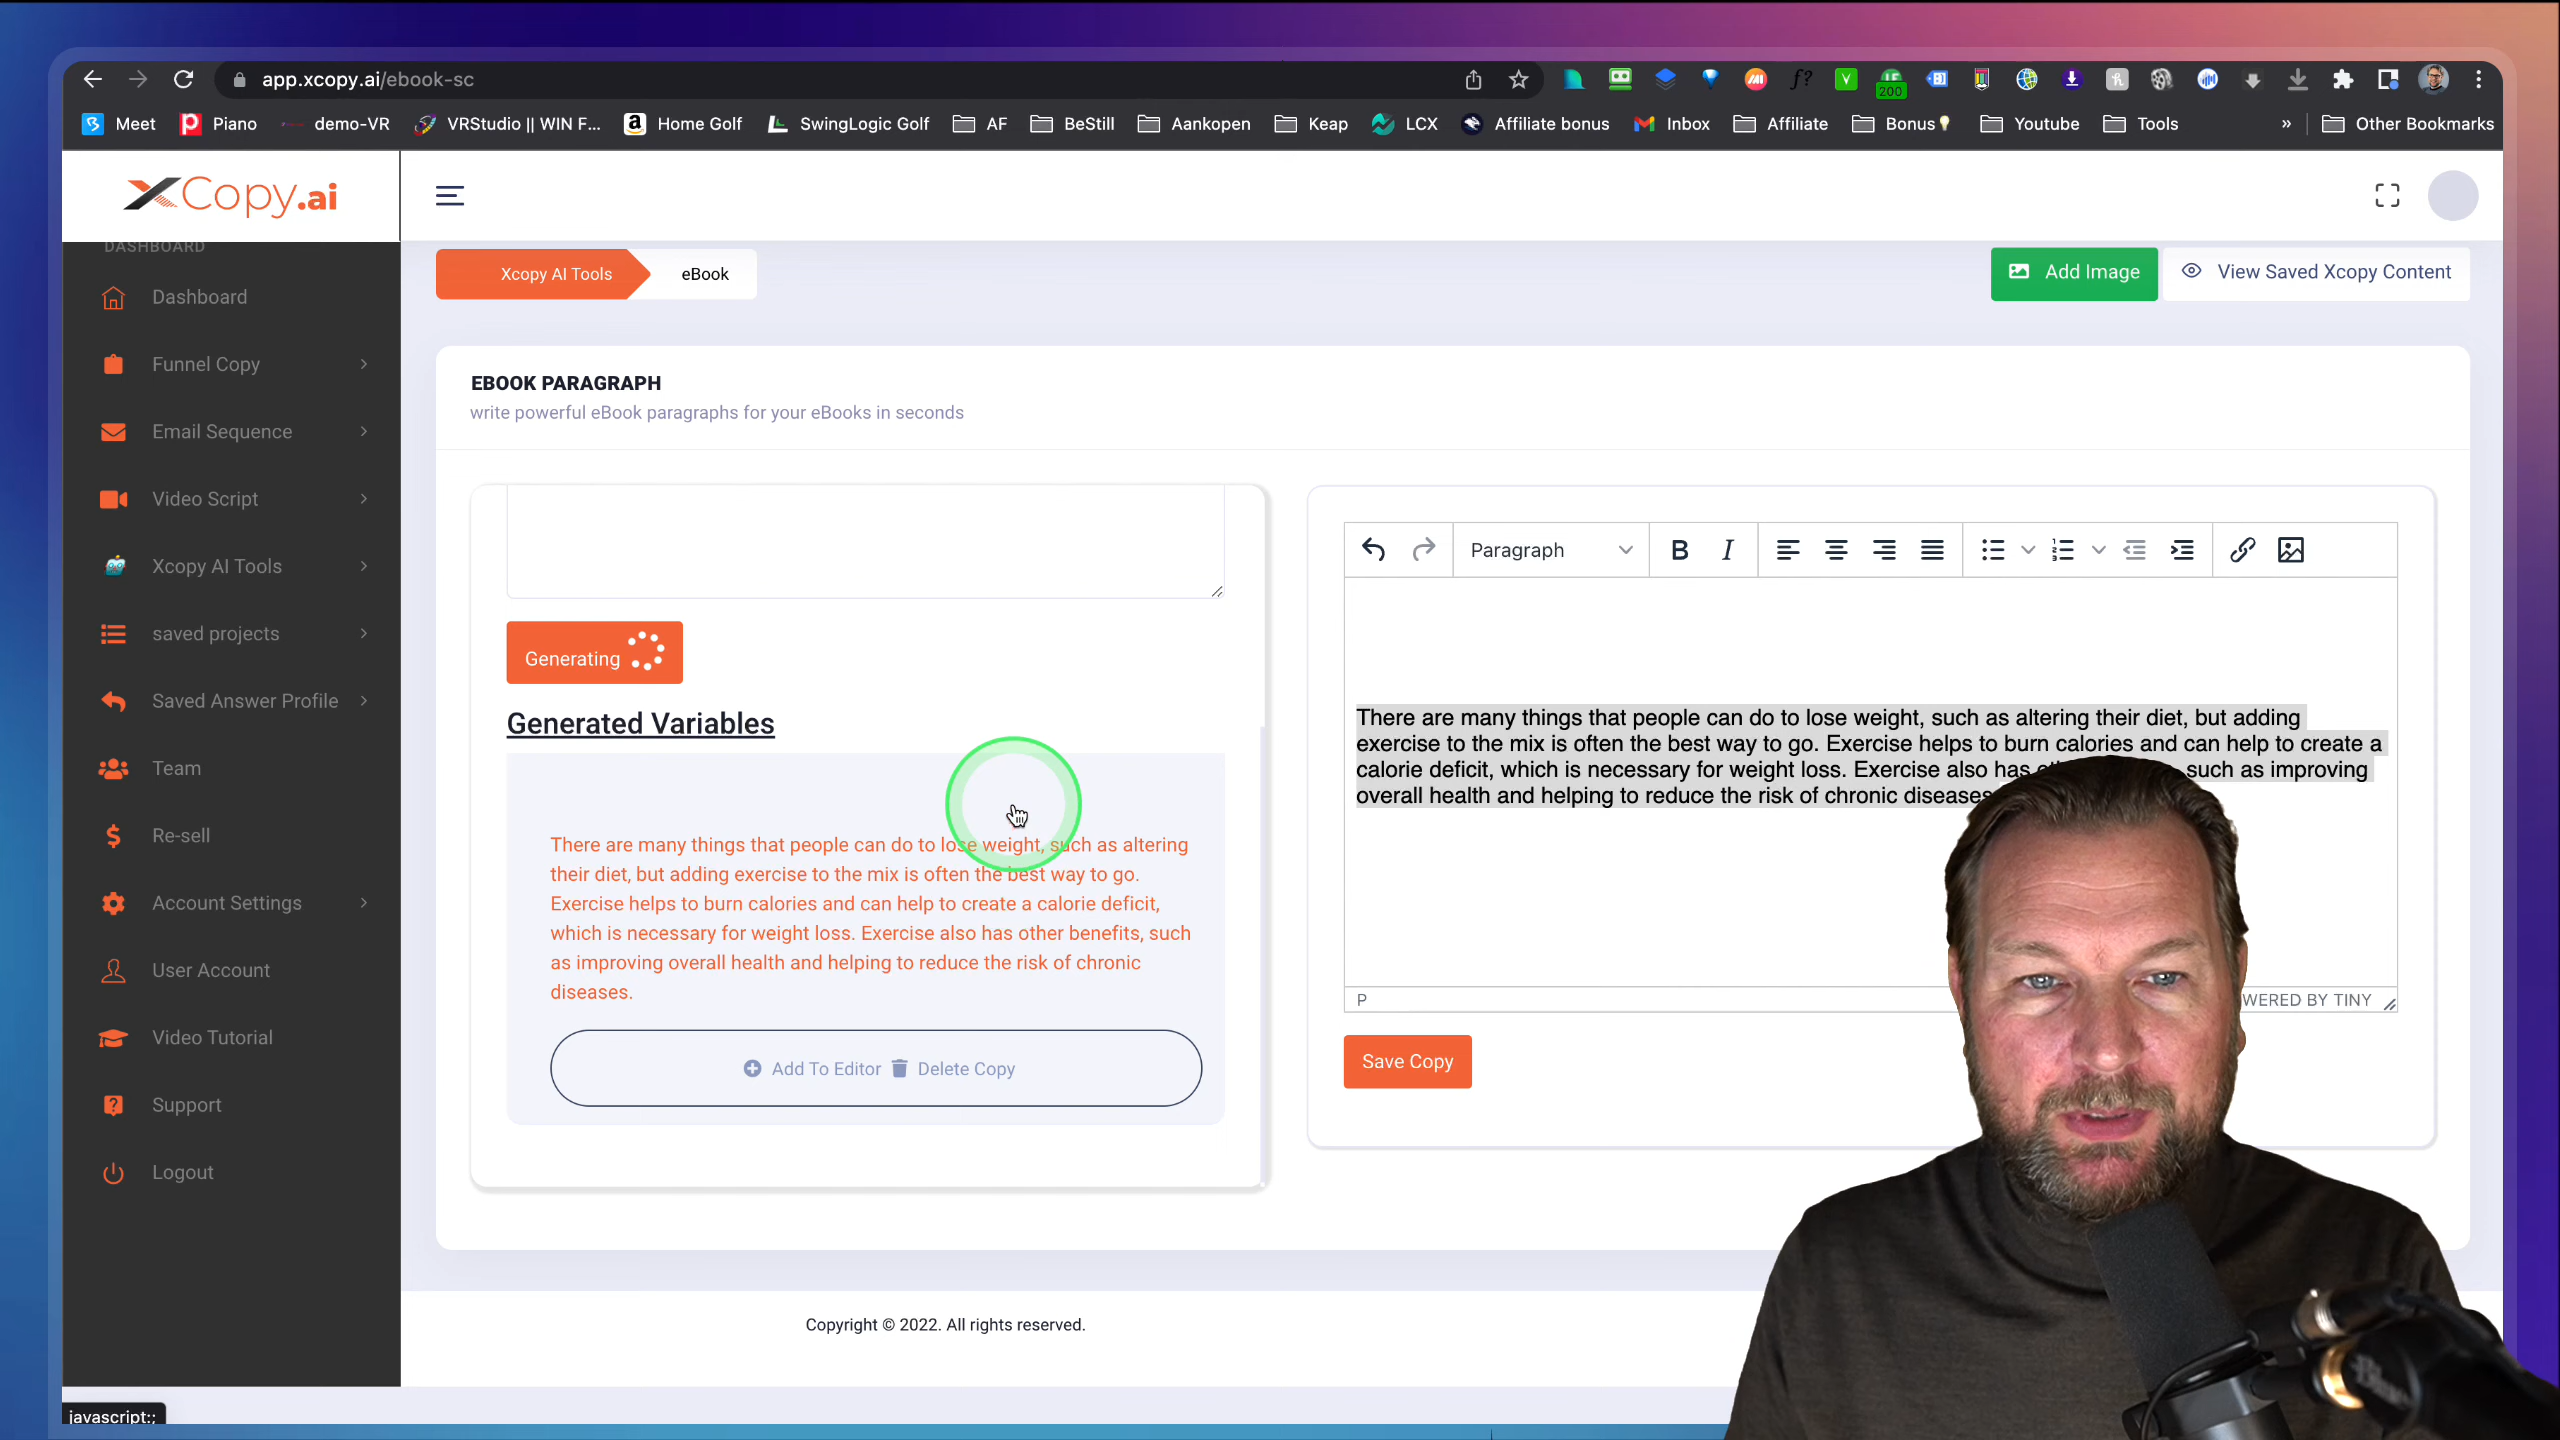 app.xcopy.ai/ebook-sc
200
Meet
Piano
demo-VR
VRStudio || WIN F...
Home Golf
SwingLogic Golf
AF
BeStill
Aankopen
Keap
LCX
Affiliate bonus
Inbox
Affiliate
Bonus
Youtube
Tools
»
Other Bookmarks
XCopy.ai
DASHBOARD
Dashboard
Funnel Copy
Email Sequence
Video Script
Xcopy AI Tools
saved projects
Saved Answer Profile
Team
Re-sell
Account Settings
User Account
Video Tutorial
Support
Logout
Xcopy AI Tools
eBook
Add Image
View Saved Xcopy Content
EBOOK PARAGRAPH
write powerful eBook paragraphs for your eBooks in seconds
Generating
Generated Variables
There are many things that people can do to lose weight, such as altering
their diet, but adding exercise to the mix is often the best way to go.
Exercise helps to burn calories and can help to create a calorie deficit,
which is necessary for weight loss. Exercise also has other benefits, such
as improving overall health and helping to reduce the risk of chronic
diseases.
Add To Editor
Delete Copy
Paragraph
B I
There are many things that people can do to lose weight, such as altering their diet, but adding
exercise to the mix is often the best way to go. Exercise helps to burn calories and can help to create a
calorie deficit, which is necessary for weight loss. Exercise also has such as improving
overall health and helping to reduce the risk of chronic diseases
P
WERED BY TINY
Save Copy
Copyright © 2022. All rights reserved.
javascript:;